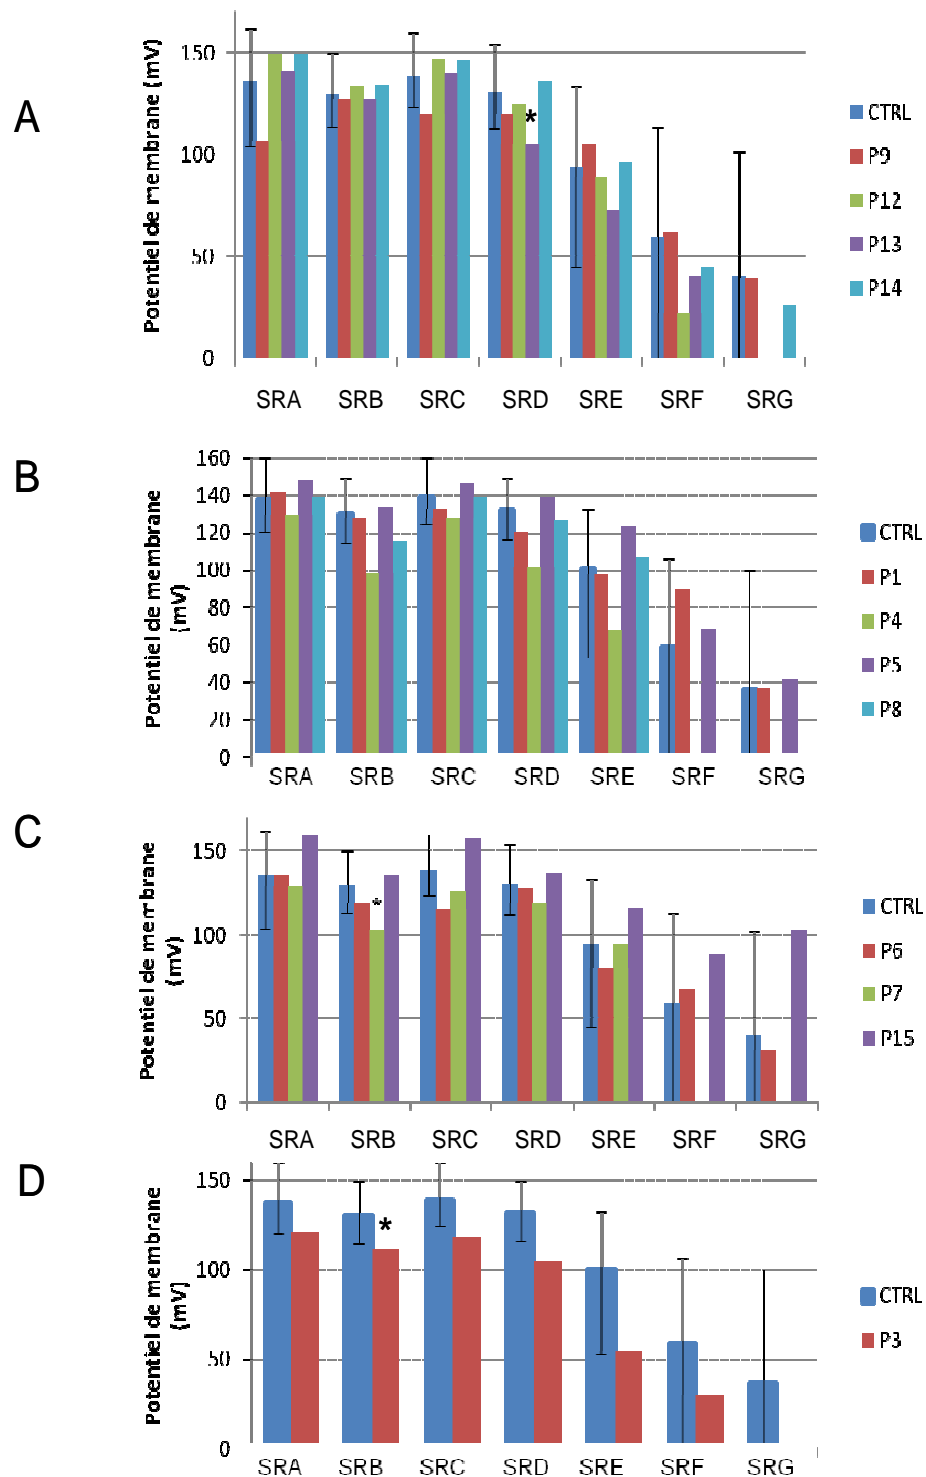 A
Potentiel de membrane (mV)
150
100
50
0
*
SRA SRB SRC SRD SRE SRF SRG
CTRL
P9
P12
P13
P14
B
Potentiel de membrane
(mV)
160
140
120
100
80
60
40
20
0
SRA SRB SRC SRD SRE SRF SRG
CTRL
P1
P4
P5
P8
C
Potentiel de membrane
(mV)
150
100
50
0
*
SRA SRB SRC SRD SRE SRF SRG
CTRL
P6
P7
P15
D
Potentiel de membrane
(mV)
150
100
50
0
*
SRA SRB SRC SRD SRE SRF SRG
CTRL
P3